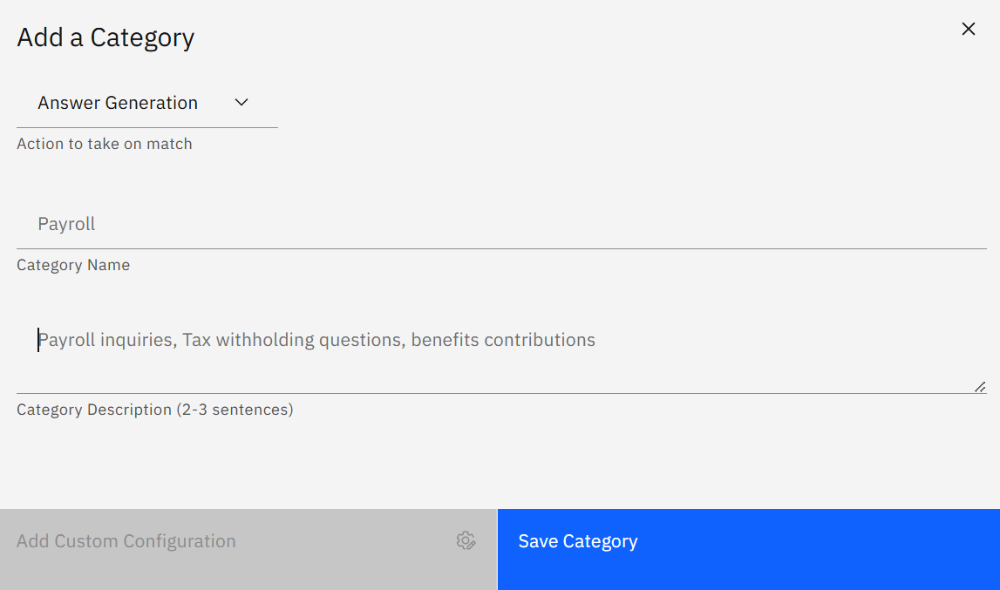 Add a Category
Answer Generation
Action to take on match
Payroll
Category Name
Payroll inquiries, Tax withholding questions, benefits contributions
Category Description (2-3 sentences)
Add Custom Configuration
Save Category